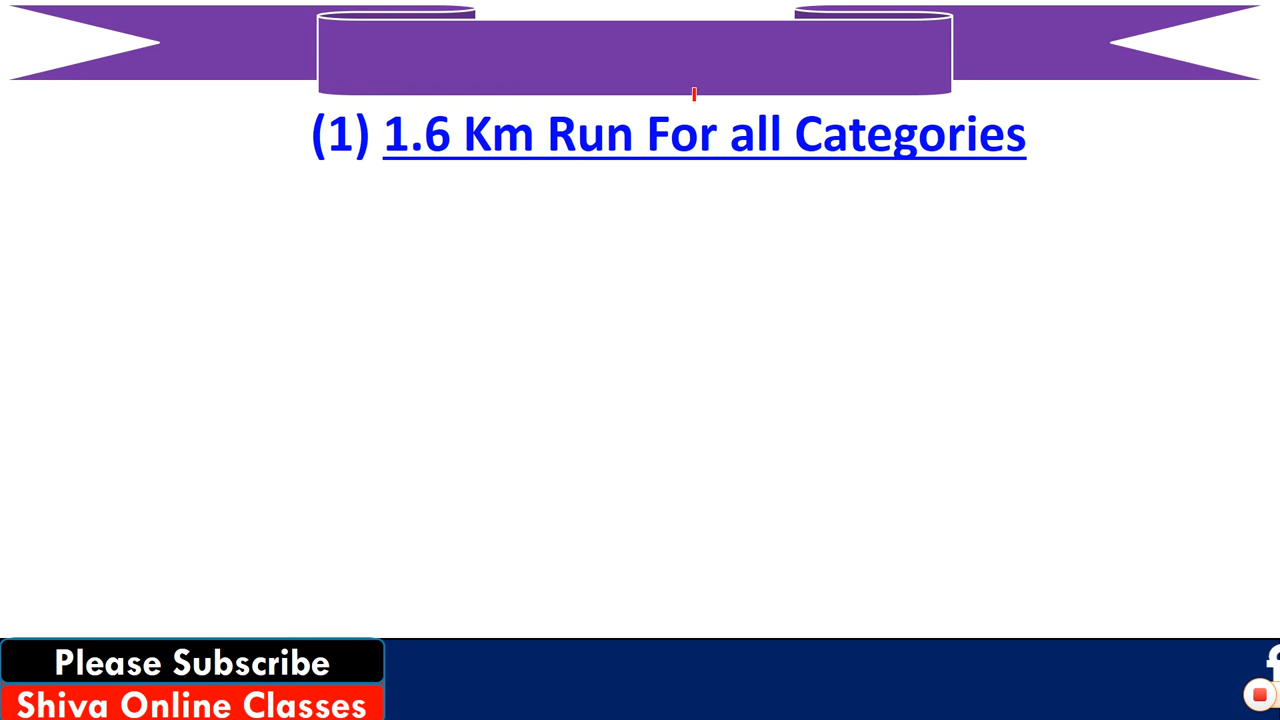 (1) 1.6 Km Run For all Categories
Please Subscribe
Shiva Online Classes